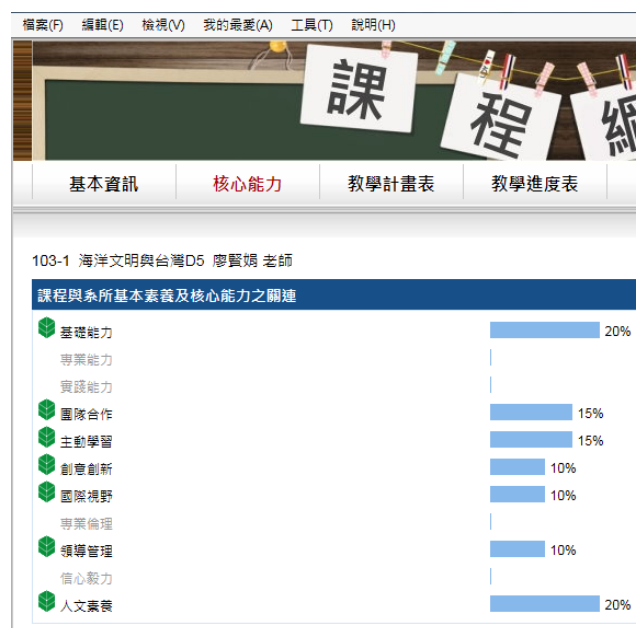 檔案(F) 編輯(E) 檢視(V) 我的最愛(A) 工具(T) 說明(H)
課 程 綱
基本資訊 核心能力 教學計畫表 教學進度表
103-1 海洋文明與台灣D5 廖賢娟 老師
課程與系所基本素養及核心能力之關連
基礎能力 20%
專業能力
實踐能力
團隊合作 15%
主動學習 15%
創意創新 10%
國際視野 10%
專業倫理
領導管理 10%
信心毅力
人文素養 20%